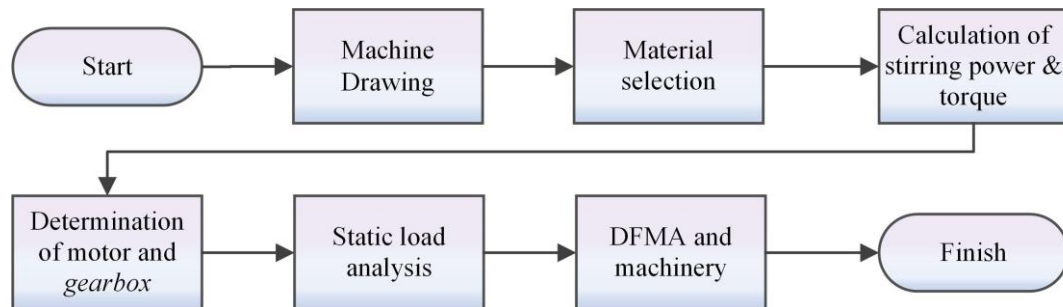 Start
Machine
Drawing
Material
selection
Calculation of
stirring power &
torque
Determination
of motor and
gearbox
Static load
analysis
DFMA and
machinery
Finish